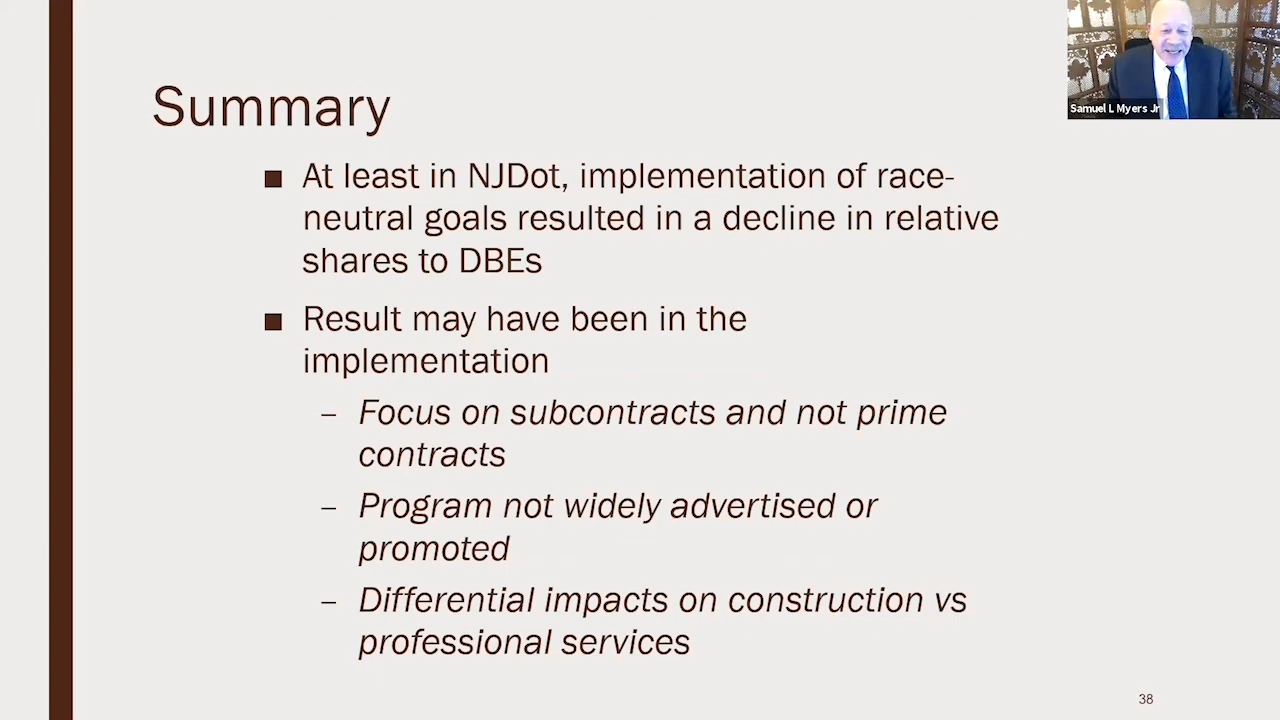 Summary
■ At least in NJDot, implementation of race-
neutral goals resulted in a decline in relative
shares to DBEs
■ Result may have been in the
implementation
– Focus on subcontracts and not prime
contracts
– Program not widely advertised or
promoted
– Differential impacts on construction vs
professional services
38
Samuel L Myers Jr